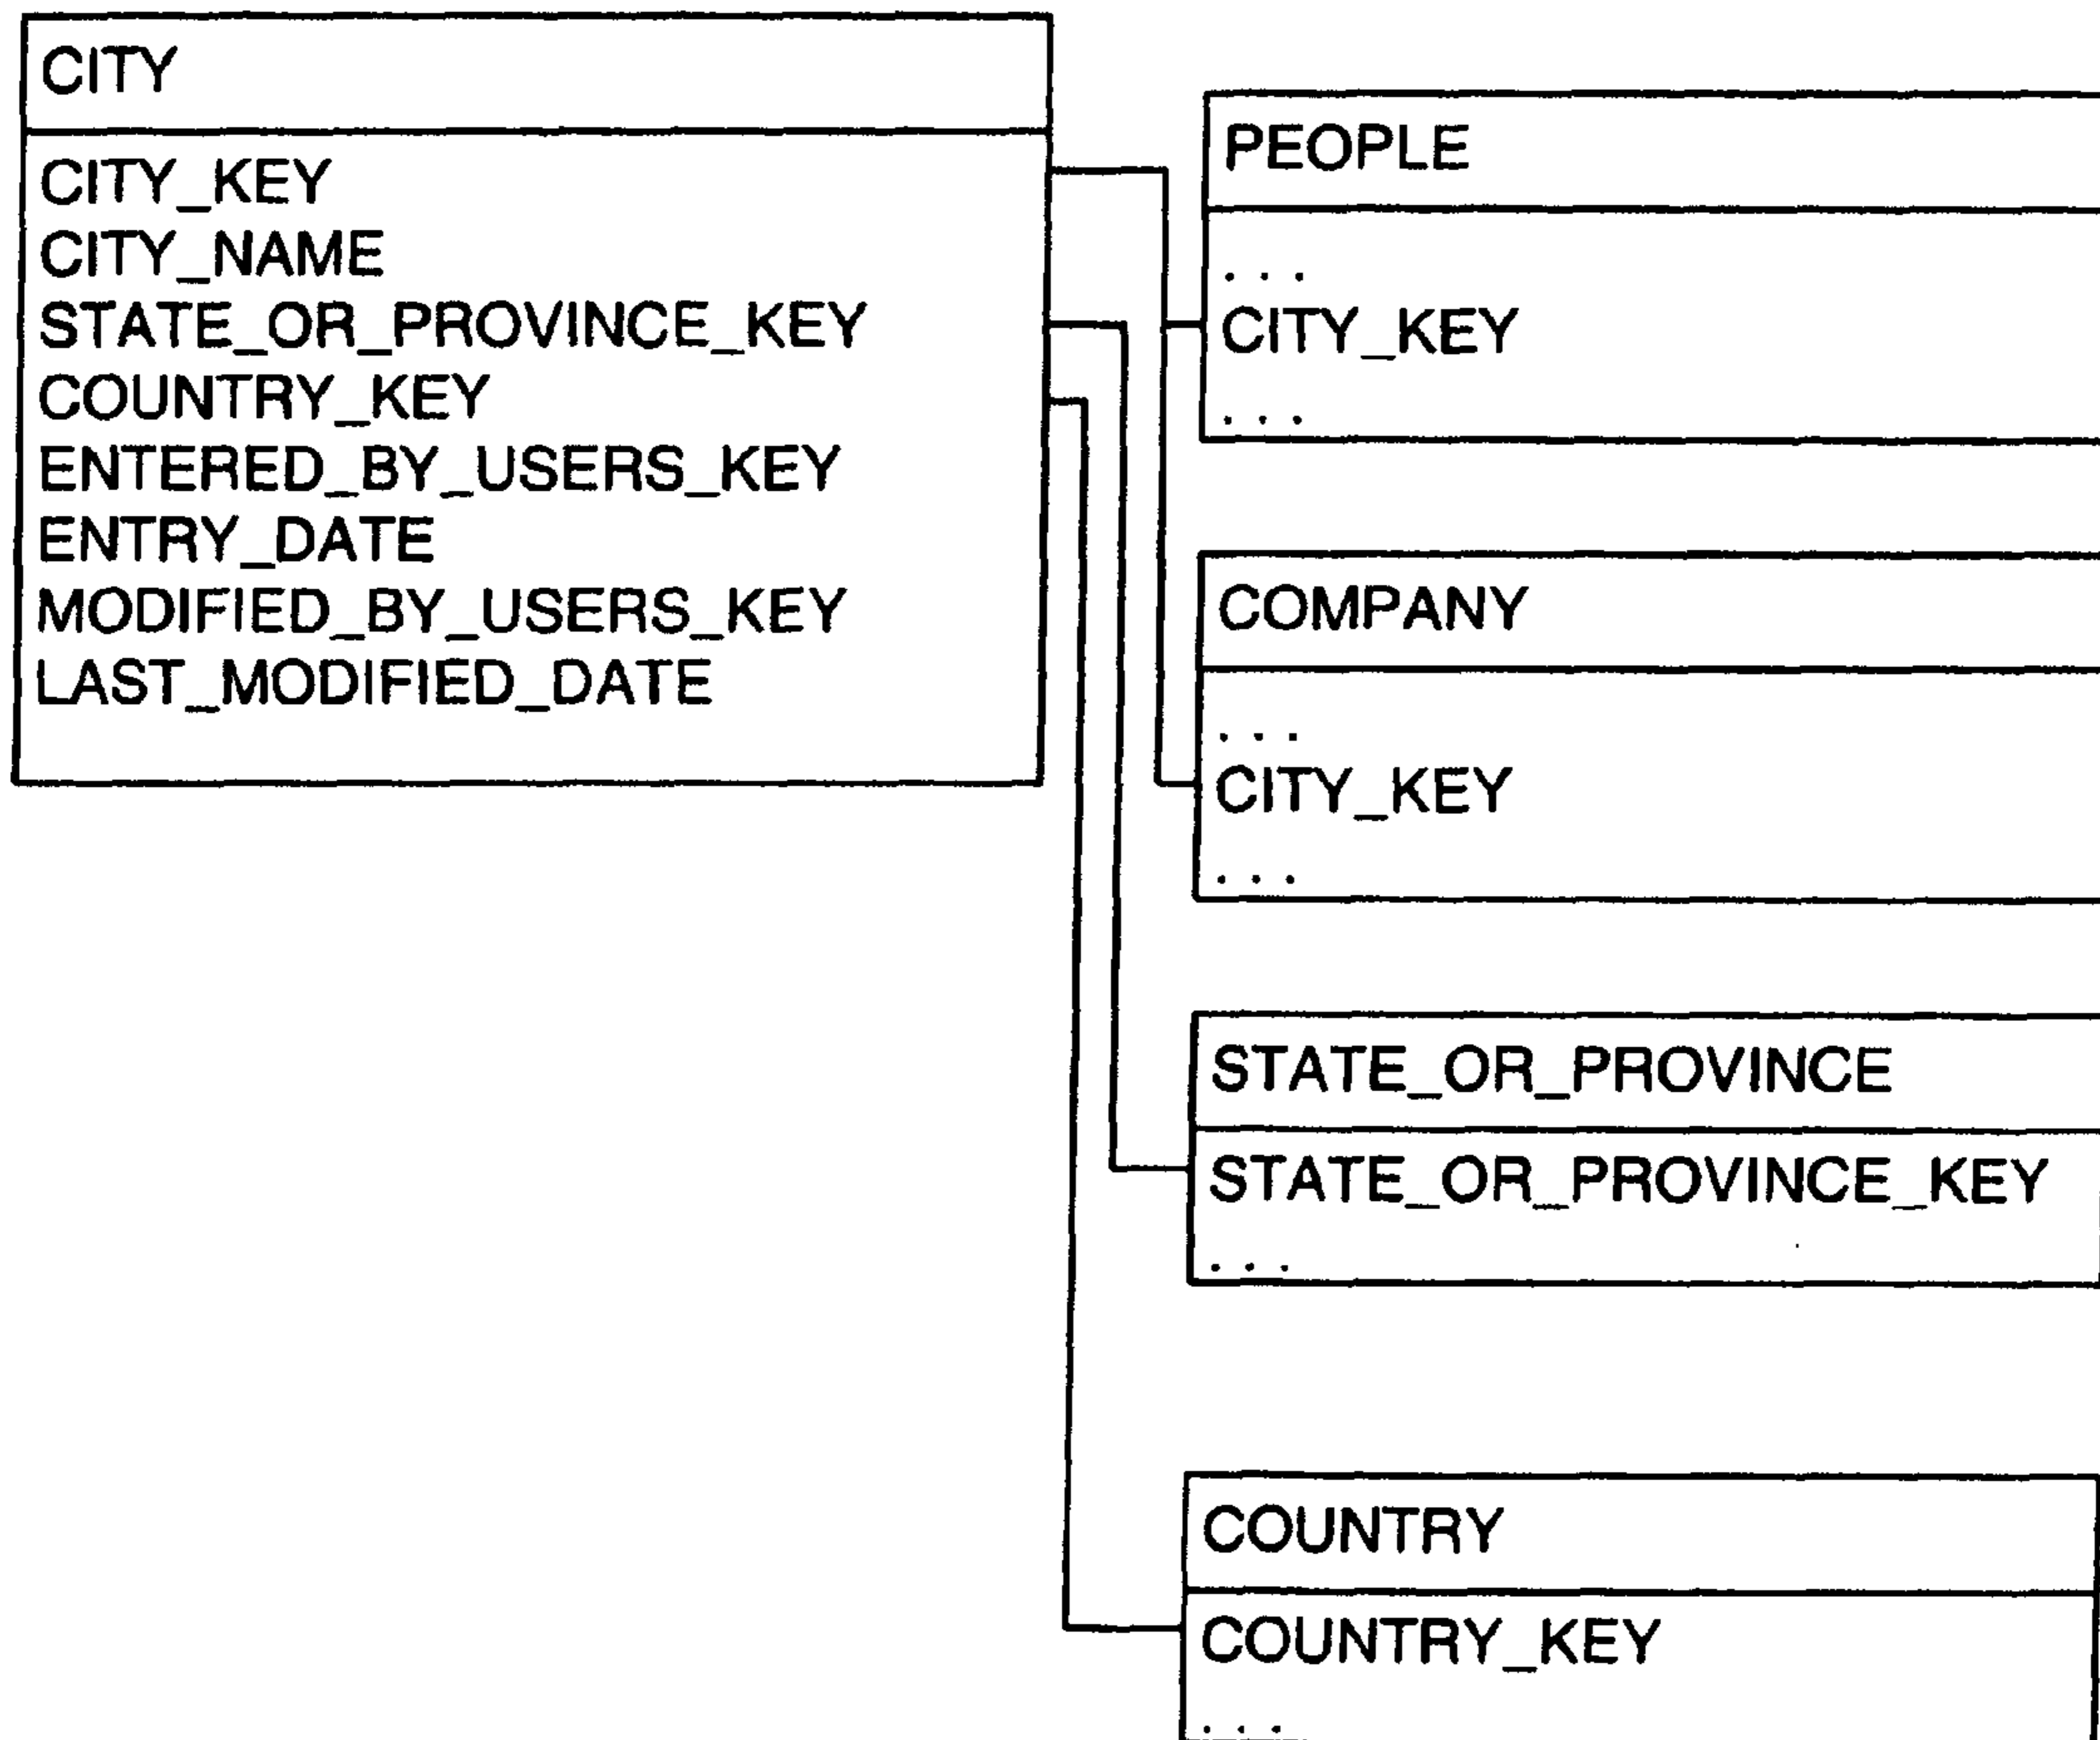 CITY
CITY_KEY
CITY_NAME
STATE_OR_PROVINCE_KEY
COUNTRY_KEY
ENTERED_BY_USERS_KEY
ENTRY_DATE
MODIFIED_BY_USERS_KEY
LAST_MODIFIED_DATE
PEOPLE
. . .
CITY_KEY
. . .
COMPANY
. . .
CITY_KEY
. . .
STATE_OR_PROVINCE
STATE_OR_PROVINCE_KEY
. . .
COUNTRY
COUNTRY_KEY
. . .